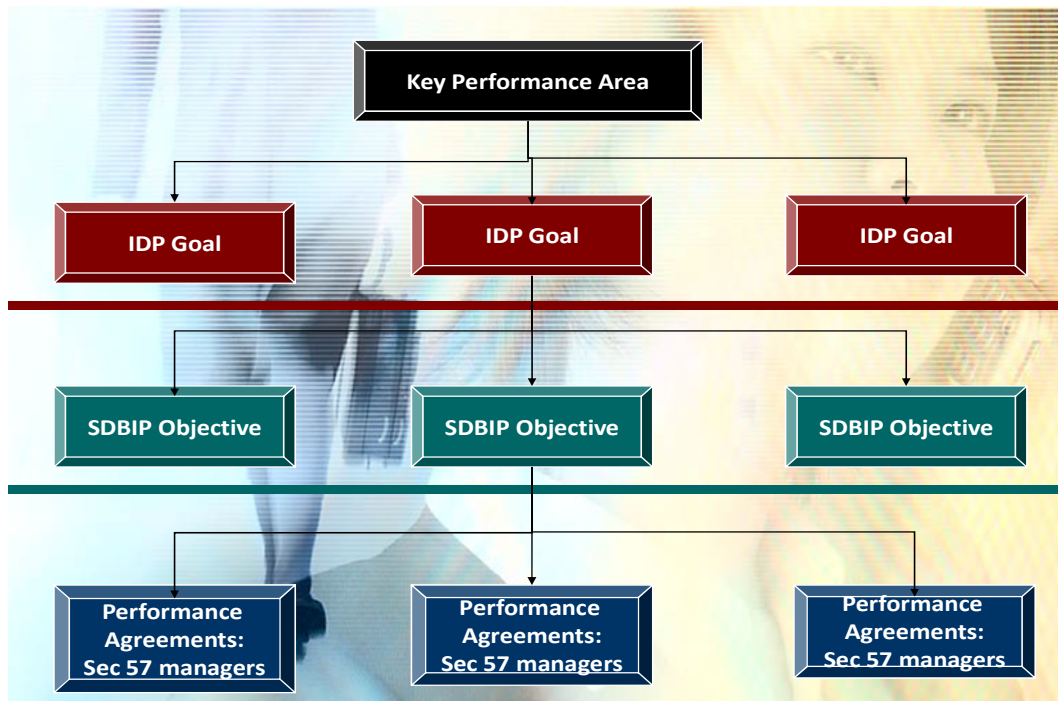 Key Performance Area
IDP Goal
IDP Goal
IDP Goal
SDBIP Objective
SDBIP Objective
SDBIP Objective
Performance
Agreements:
Sec 57 managers
Performance
Agreements:
Sec 57 managers
Performance
Agreements:
Sec 57 managers